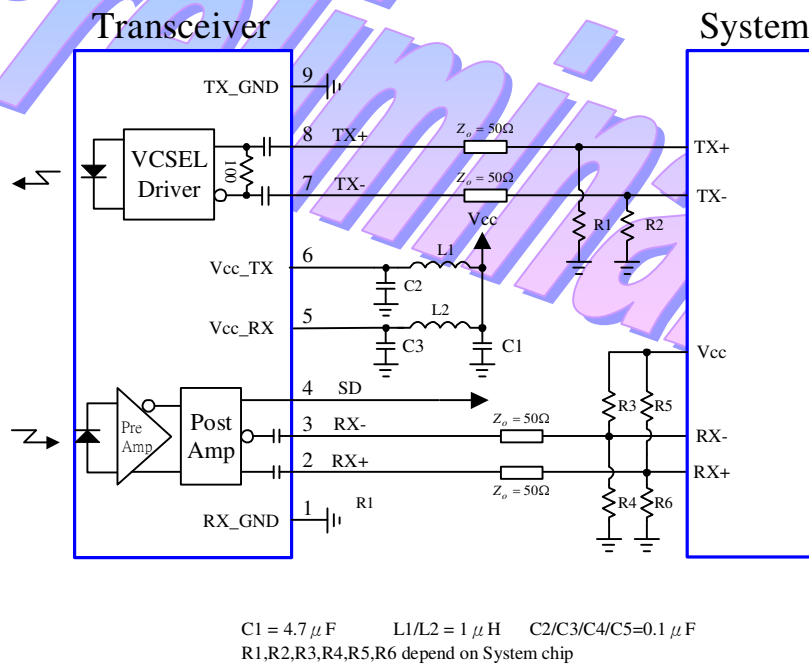 Transceiver
System
TX_GND
9
8
TX+
Zo = 50Ω
TX+
VCSEL
Driver
100
7
TX-
Zo = 50Ω
TX-
Vcc
R1
R2
6
Vcc_TX
L1
C2
5
Vcc_RX
L2
C3
C1
Vcc
4
SD
R3
R5
Pre
Amp
Post
Amp
3
RX-
Zo = 50Ω
RX-
2
RX+
Zo = 50Ω
RX+
R4
R6
1
RX_GND
R1
C1 = 4.7 μF L1/L2 = 1 μH C2/C3/C4/C5=0.1 μF
R1,R2,R3,R4,R5,R6 depend on System chip